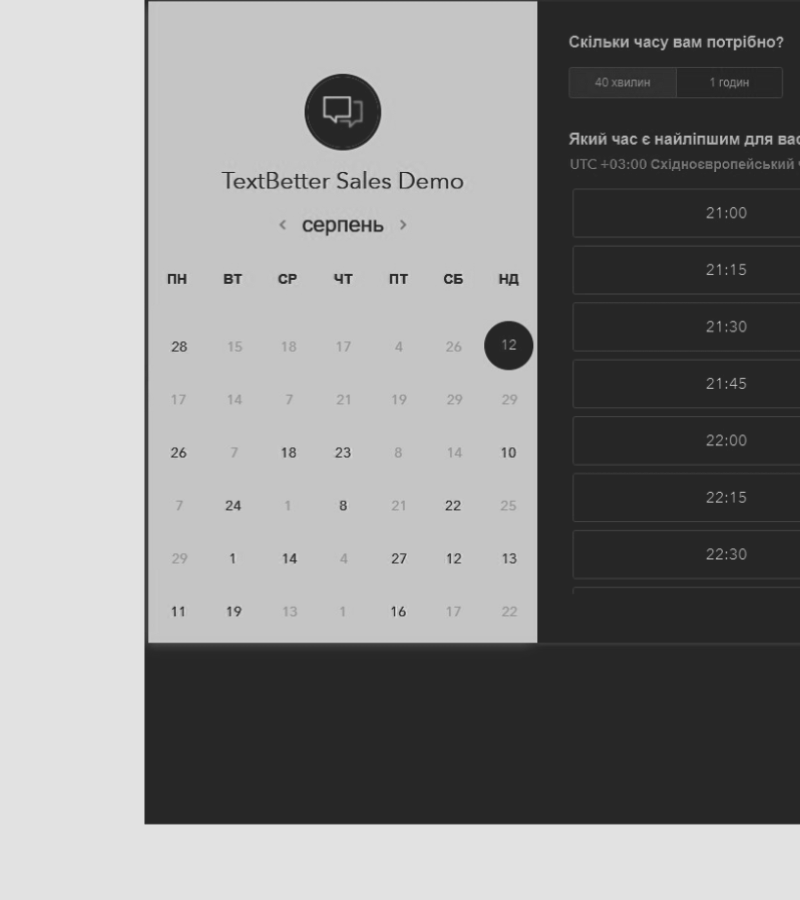 TextBetter Sales Demo
серпень
ПН ВТ СР ЧТ ПТ СБ НД
28 15 18 17 4 26 12
17 14 7 21 19 29 29
26 7 18 23 8 14 10
7 24 1 8 21 22 25
29 1 14 4 27 12 13
11 19 13 1 16 17 22
Скільки часу вам потрібно?
40 хвилин 1 годин
Який час є найліпшим для вас
UTC +03:00 Східноєвропейський
21:00
21:15
21:30
21:45
22:00
22:15
22:30